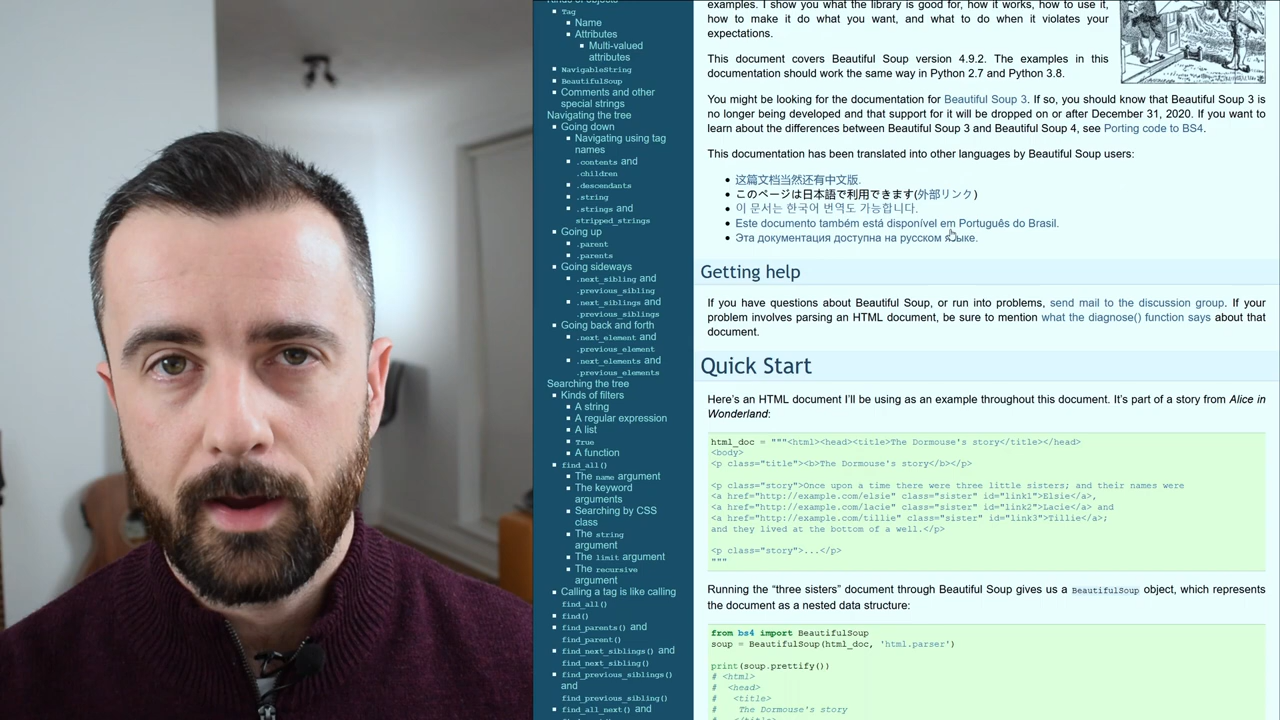 Tag
Name
Attributes
Multi-valued
attributes
NavigableString
BeautifulSoup
Comments and other
special strings
Navigating the tree
Going down
Navigating using tag
names
.contents and
.children
.descendants
.string
.strings and
stripped_strings
Going up
.parent
.parents
Going sideways
.next_sibling and
.previous_sibling
.next_siblings and
.previous_siblings
Going back and forth
.next_element and
.previous_element
.next_elements and
.previous_elements
Searching the tree
Kinds of filters
A string
A regular expression
A list
True
A function
find_all()
The name argument
The keyword
arguments
Searching by CSS
class
The string
argument
The limit argument
The recursive
argument
Calling a tag is like calling
find_all()
find()
find_parents() and
find_parent()
find_next_siblings() and
find_next_sibling()
find_previous_siblings()
and
find_previous_sibling()
find_all_next() and
examples. I show you what the library is good for, how it works, how to use it,
how to make it do what you want, and what to do when it violates your
expectations.
This document covers Beautiful Soup version 4.9.2. The examples in this
documentation should work the same way in Python 2.7 and Python 3.8.
You might be looking for the documentation for Beautiful Soup 3. If so, you should know that Beautiful Soup 3 is
no longer being developed and that support for it will be dropped on or after December 31, 2020. If you want to
learn about the differences between Beautiful Soup 3 and Beautiful Soup 4, see Porting code to BS4.
This documentation has been translated into other languages by Beautiful Soup users:
这篇文档当然还有中文版.
このページは日本語で利用できます(外部リンク)
이 문서는 한국어 번역도 가능합니다.
Este documento também está disponível em Português do Brasil.
Эта документация доступна на русском языке.
Getting help
If you have questions about Beautiful Soup, or run into problems, send mail to the discussion group. If your
problem involves parsing an HTML document, be sure to mention what the diagnose() function says about that
document.
Quick Start
Here's an HTML document I'll be using as an example throughout this document. It's part of a story from Alice in
Wonderland:
html_doc = """<html><head><title>The Dormouse's story</title></head>
<body>
<p class="title"><b>The Dormouse's story</b></p>
<p class="story">Once upon a time there were three little sisters; and their names were
<a href="http://example.com/elsie" class="sister" id="link1">Elsie</a>,
<a href="http://example.com/lacie" class="sister" id="link2">Lacie</a> and
<a href="http://example.com/tillie" class="sister" id="link3">Tillie</a>;
and they lived at the bottom of a well.</p>
<p class="story">...</p>
"""
Running the "three sisters" document through Beautiful Soup gives us a BeautifulSoup object, which represents
the document as a nested data structure:
from bs4 import BeautifulSoup
soup = BeautifulSoup(html_doc, 'html.parser')
print(soup.prettify())
# <html>
#  <head>
#   <title>
#    The Dormouse's story